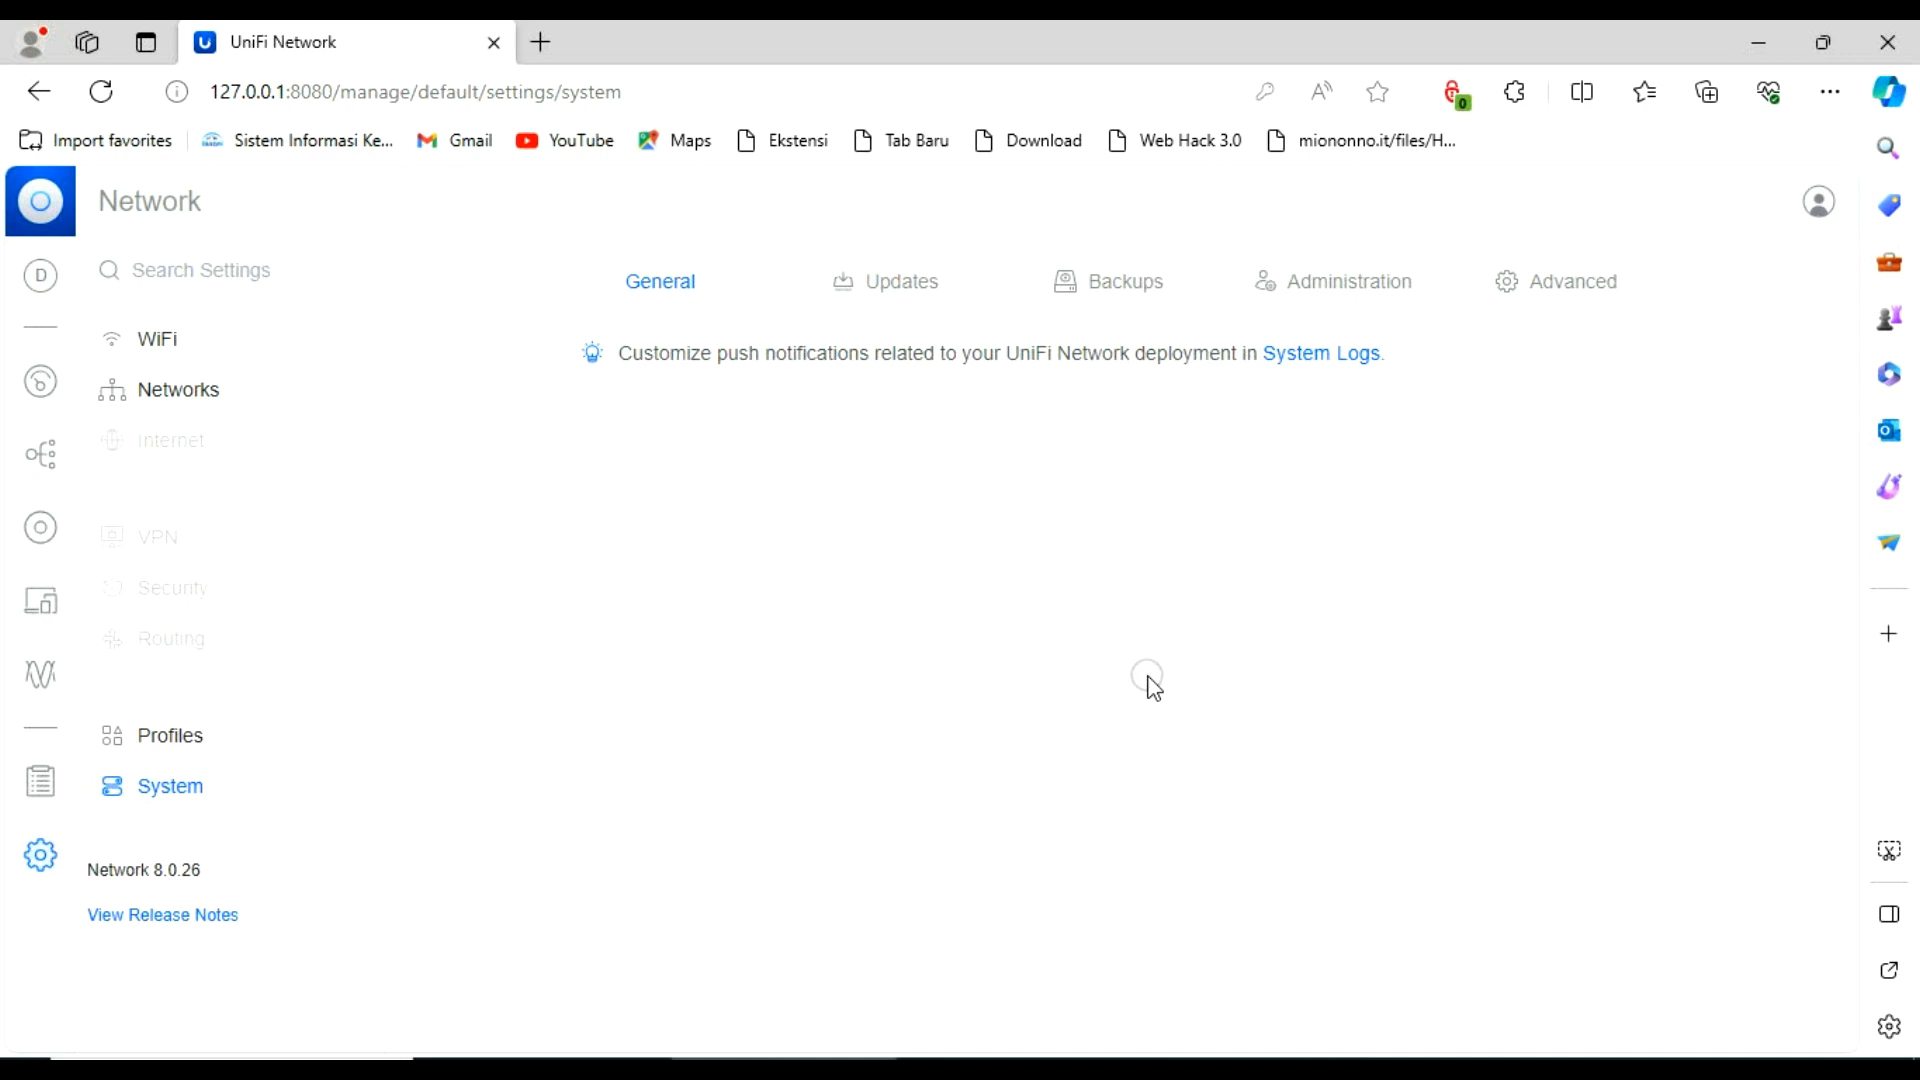 UniFi Network
127.0.0.1:8080/manage/default/settings/system
0
Import favorites
Sistem Informasi Ke...
Gmail
YouTube
Maps
Ekstensi
Tab Baru
Download
Web Hack 3.0
miononno.it/files/H...
Network
D
Search Settings
General
Updates
Backups
Administration
Advanced
WiFi
Customize push notifications related to your UniFi Network deployment in System Logs.
Networks
Internet
VPN
Security
Routing
Profiles
System
Network 8.0.26
View Release Notes